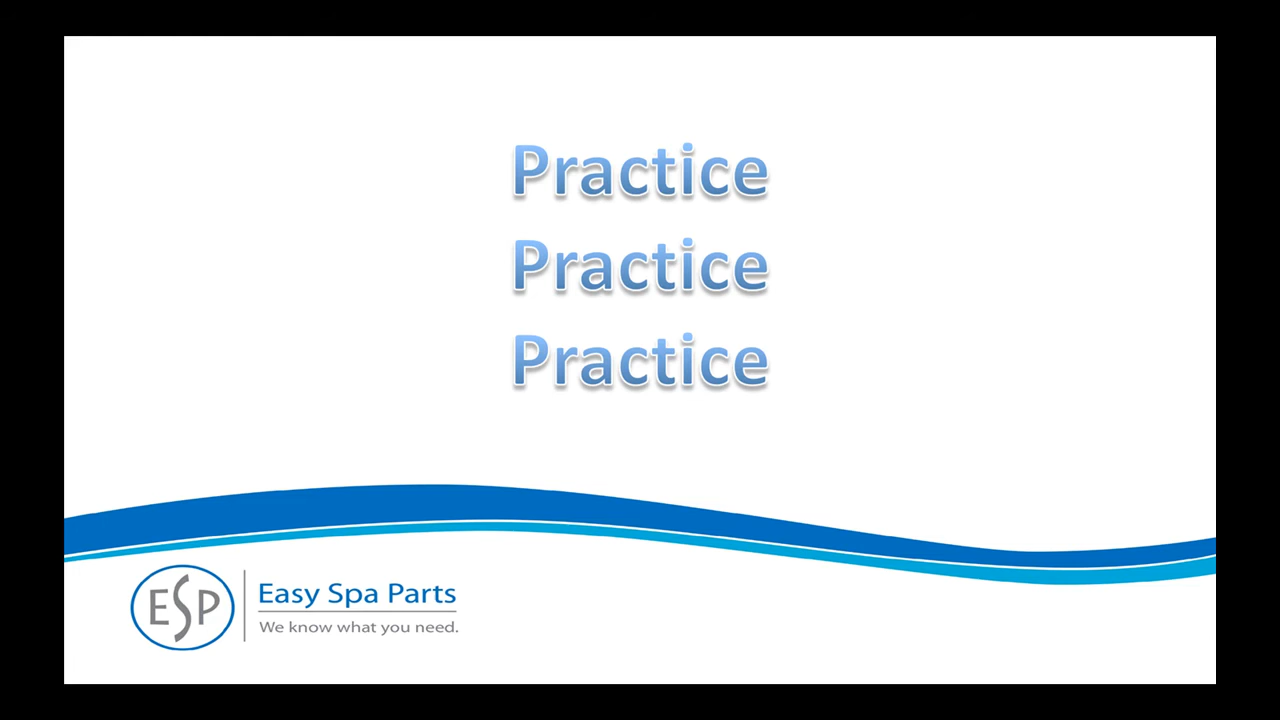 Practice
Practice
Practice
ESP
Easy Spa Parts
We know what you need.